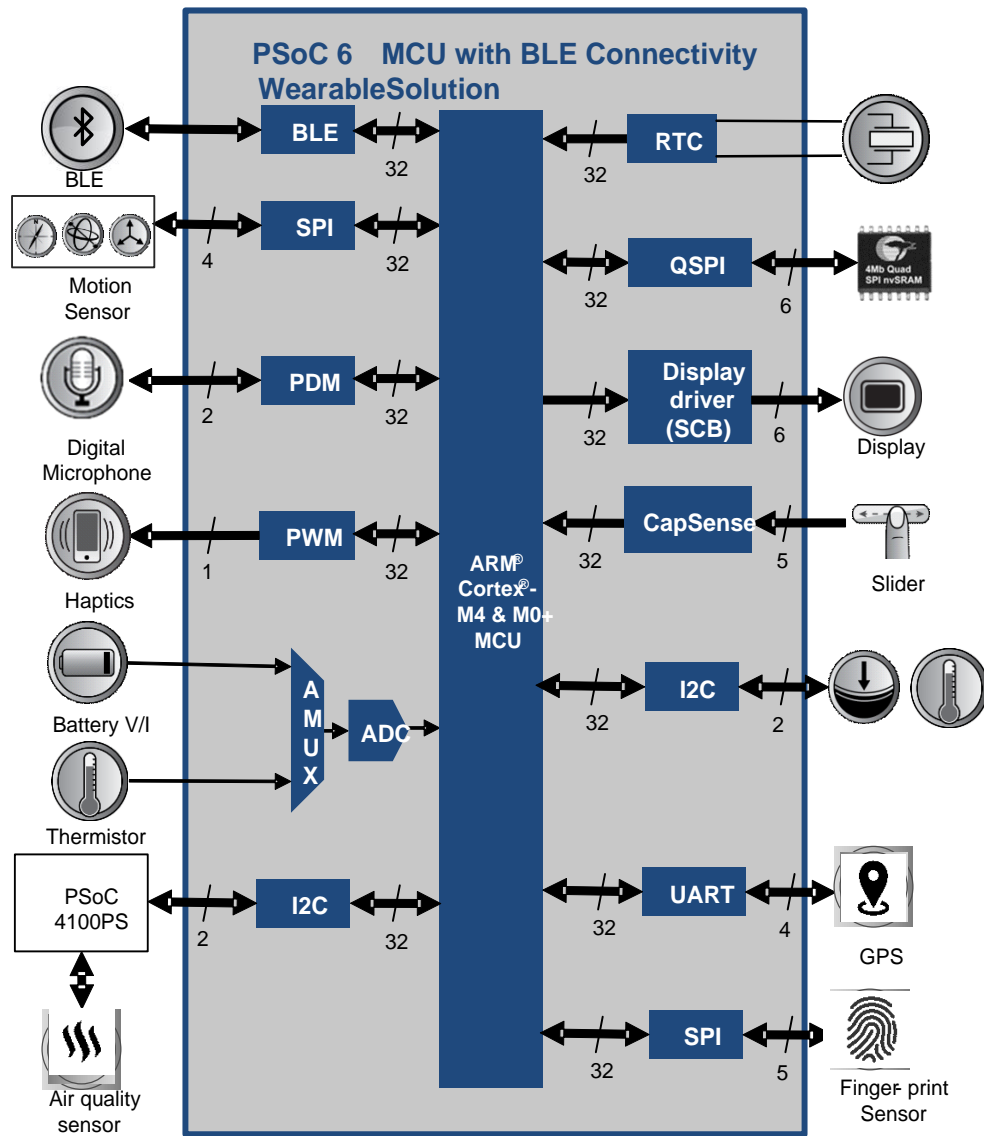 PSoC 6 MCU with BLE Connectivity
WearableSolution
BLE
BLE
32
RTC
32
SPI
4
32
Motion
Sensor
QSPI
32
6
4Mb Quad
SPI nvSRAM
PDM
2
32
Digital
Microphone
Display
driver
(SCB)
32
6
Display
PWM
1
32
Haptics
CapSense
32
5
Slider
ARM®
Cortex®-
M4 & M0+
MCU
Battery V/I
AMUX
ADC
Thermistor
I2C
32
2
PSoC
4100PS
2
I2C
32
UART
32
4
GPS
Air quality
sensor
SPI
32
5
Finger- print
Sensor